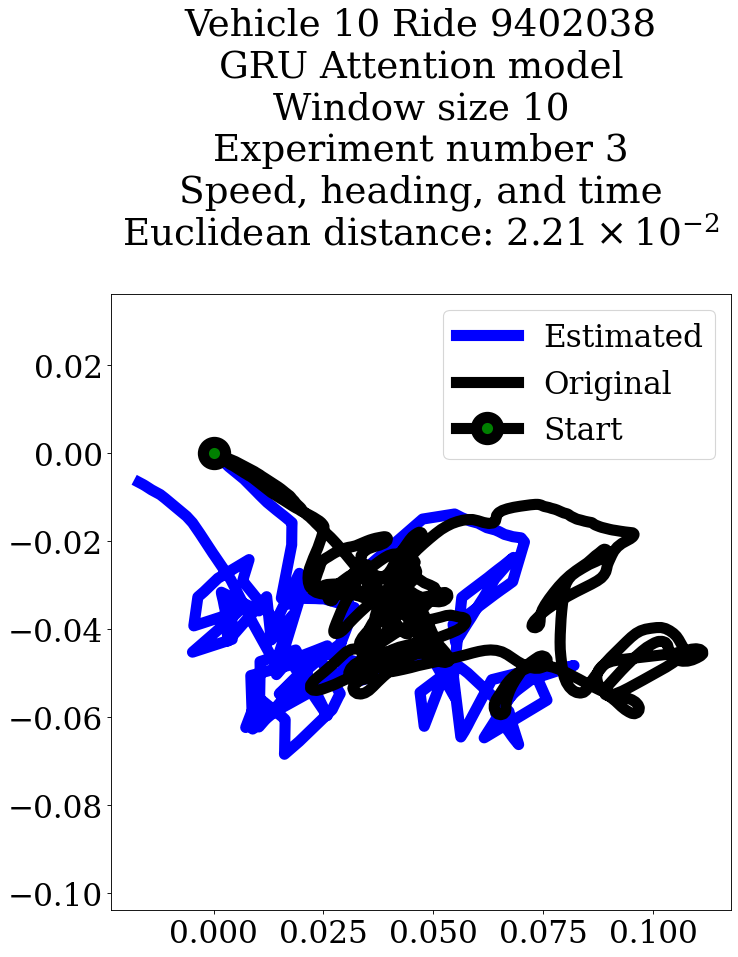 Vehicle 10 Ride 9402038
GRU Attention model
Window size 10
Experiment number 3
Speed, heading, and time
Euclidean distance: 2.21 × 10⁻²
Estimated
Original
Start
0.02
0.00
−0.02
−0.04
−0.06
−0.08
−0.10
0.000 0.025 0.050 0.075 0.100